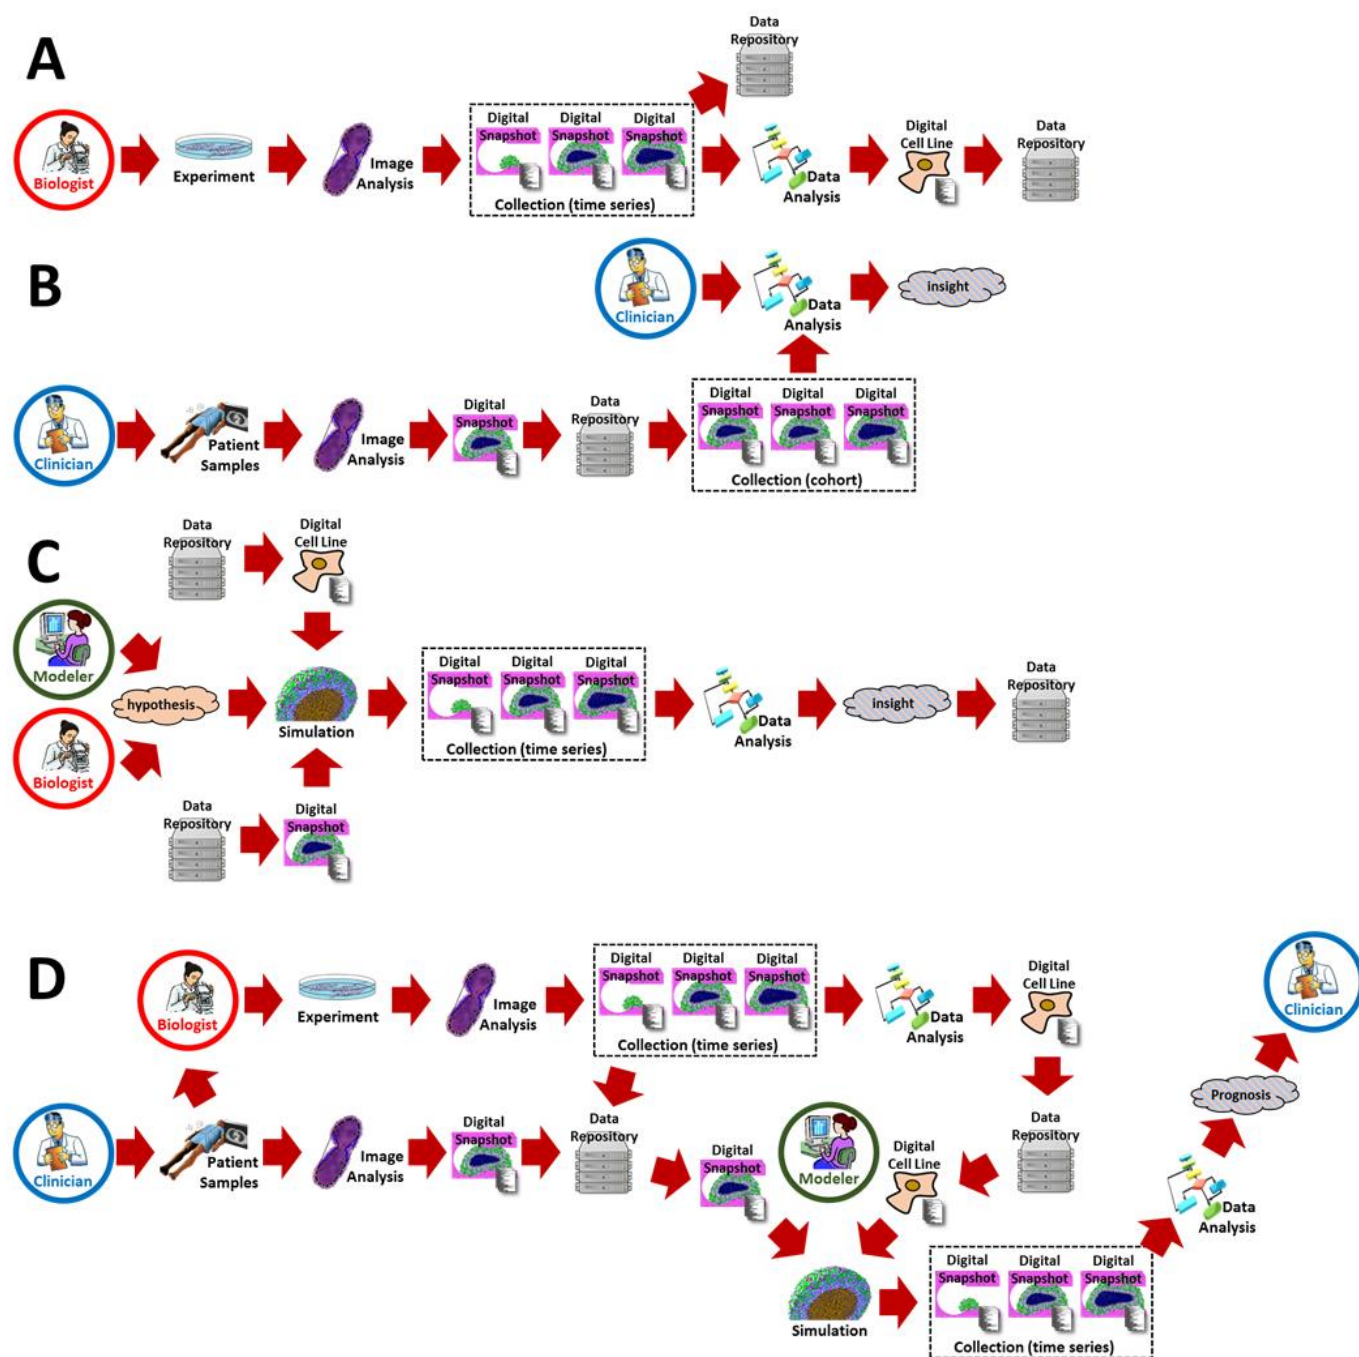 A
Data
Repository
Biologist
Experiment
Image
Analysis
Digital
Snapshot
Digital
Snapshot
Digital
Snapshot
Collection (time series)
Data
Analysis
Digital
Cell Line
Data
Repository
B
Clinician
Data
Analysis
insight
Clinician
Patient
Samples
Image
Analysis
Digital
Snapshot
Data
Repository
Digital
Snapshot
Digital
Snapshot
Digital
Snapshot
Collection (cohort)
C
Data
Repository
Digital
Cell Line
Modeler
hypothesis
Biologist
Simulation
Digital
Snapshot
Digital
Snapshot
Digital
Snapshot
Collection (time series)
Data
Analysis
insight
Data
Repository
Data
Repository
Digital
Snapshot
D
Biologist
Experiment
Image
Analysis
Digital
Snapshot
Digital
Snapshot
Digital
Snapshot
Collection (time series)
Data
Analysis
Digital
Cell Line
Clinician
Clinician
Patient
Samples
Image
Analysis
Digital
Snapshot
Data
Repository
Digital
Snapshot
Modeler
Digital
Cell Line
Data
Repository
Prognosis
Data
Analysis
Simulation
Digital
Snapshot
Digital
Snapshot
Digital
Snapshot
Collection (time series)